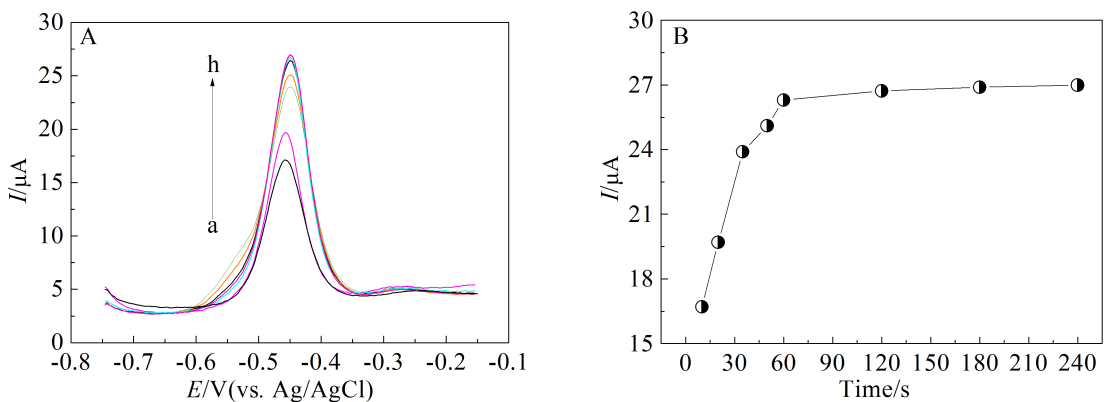 A
h
a
I/μA
30
25
20
15
10
5
0
-0.8 -0.7 -0.6 -0.5 -0.4 -0.3 -0.2 -0.1
E/V(vs. Ag/AgCl)
B
I/μA
30
27
24
21
18
15
0 30 60 90 120 150 180 210 240
Time/s